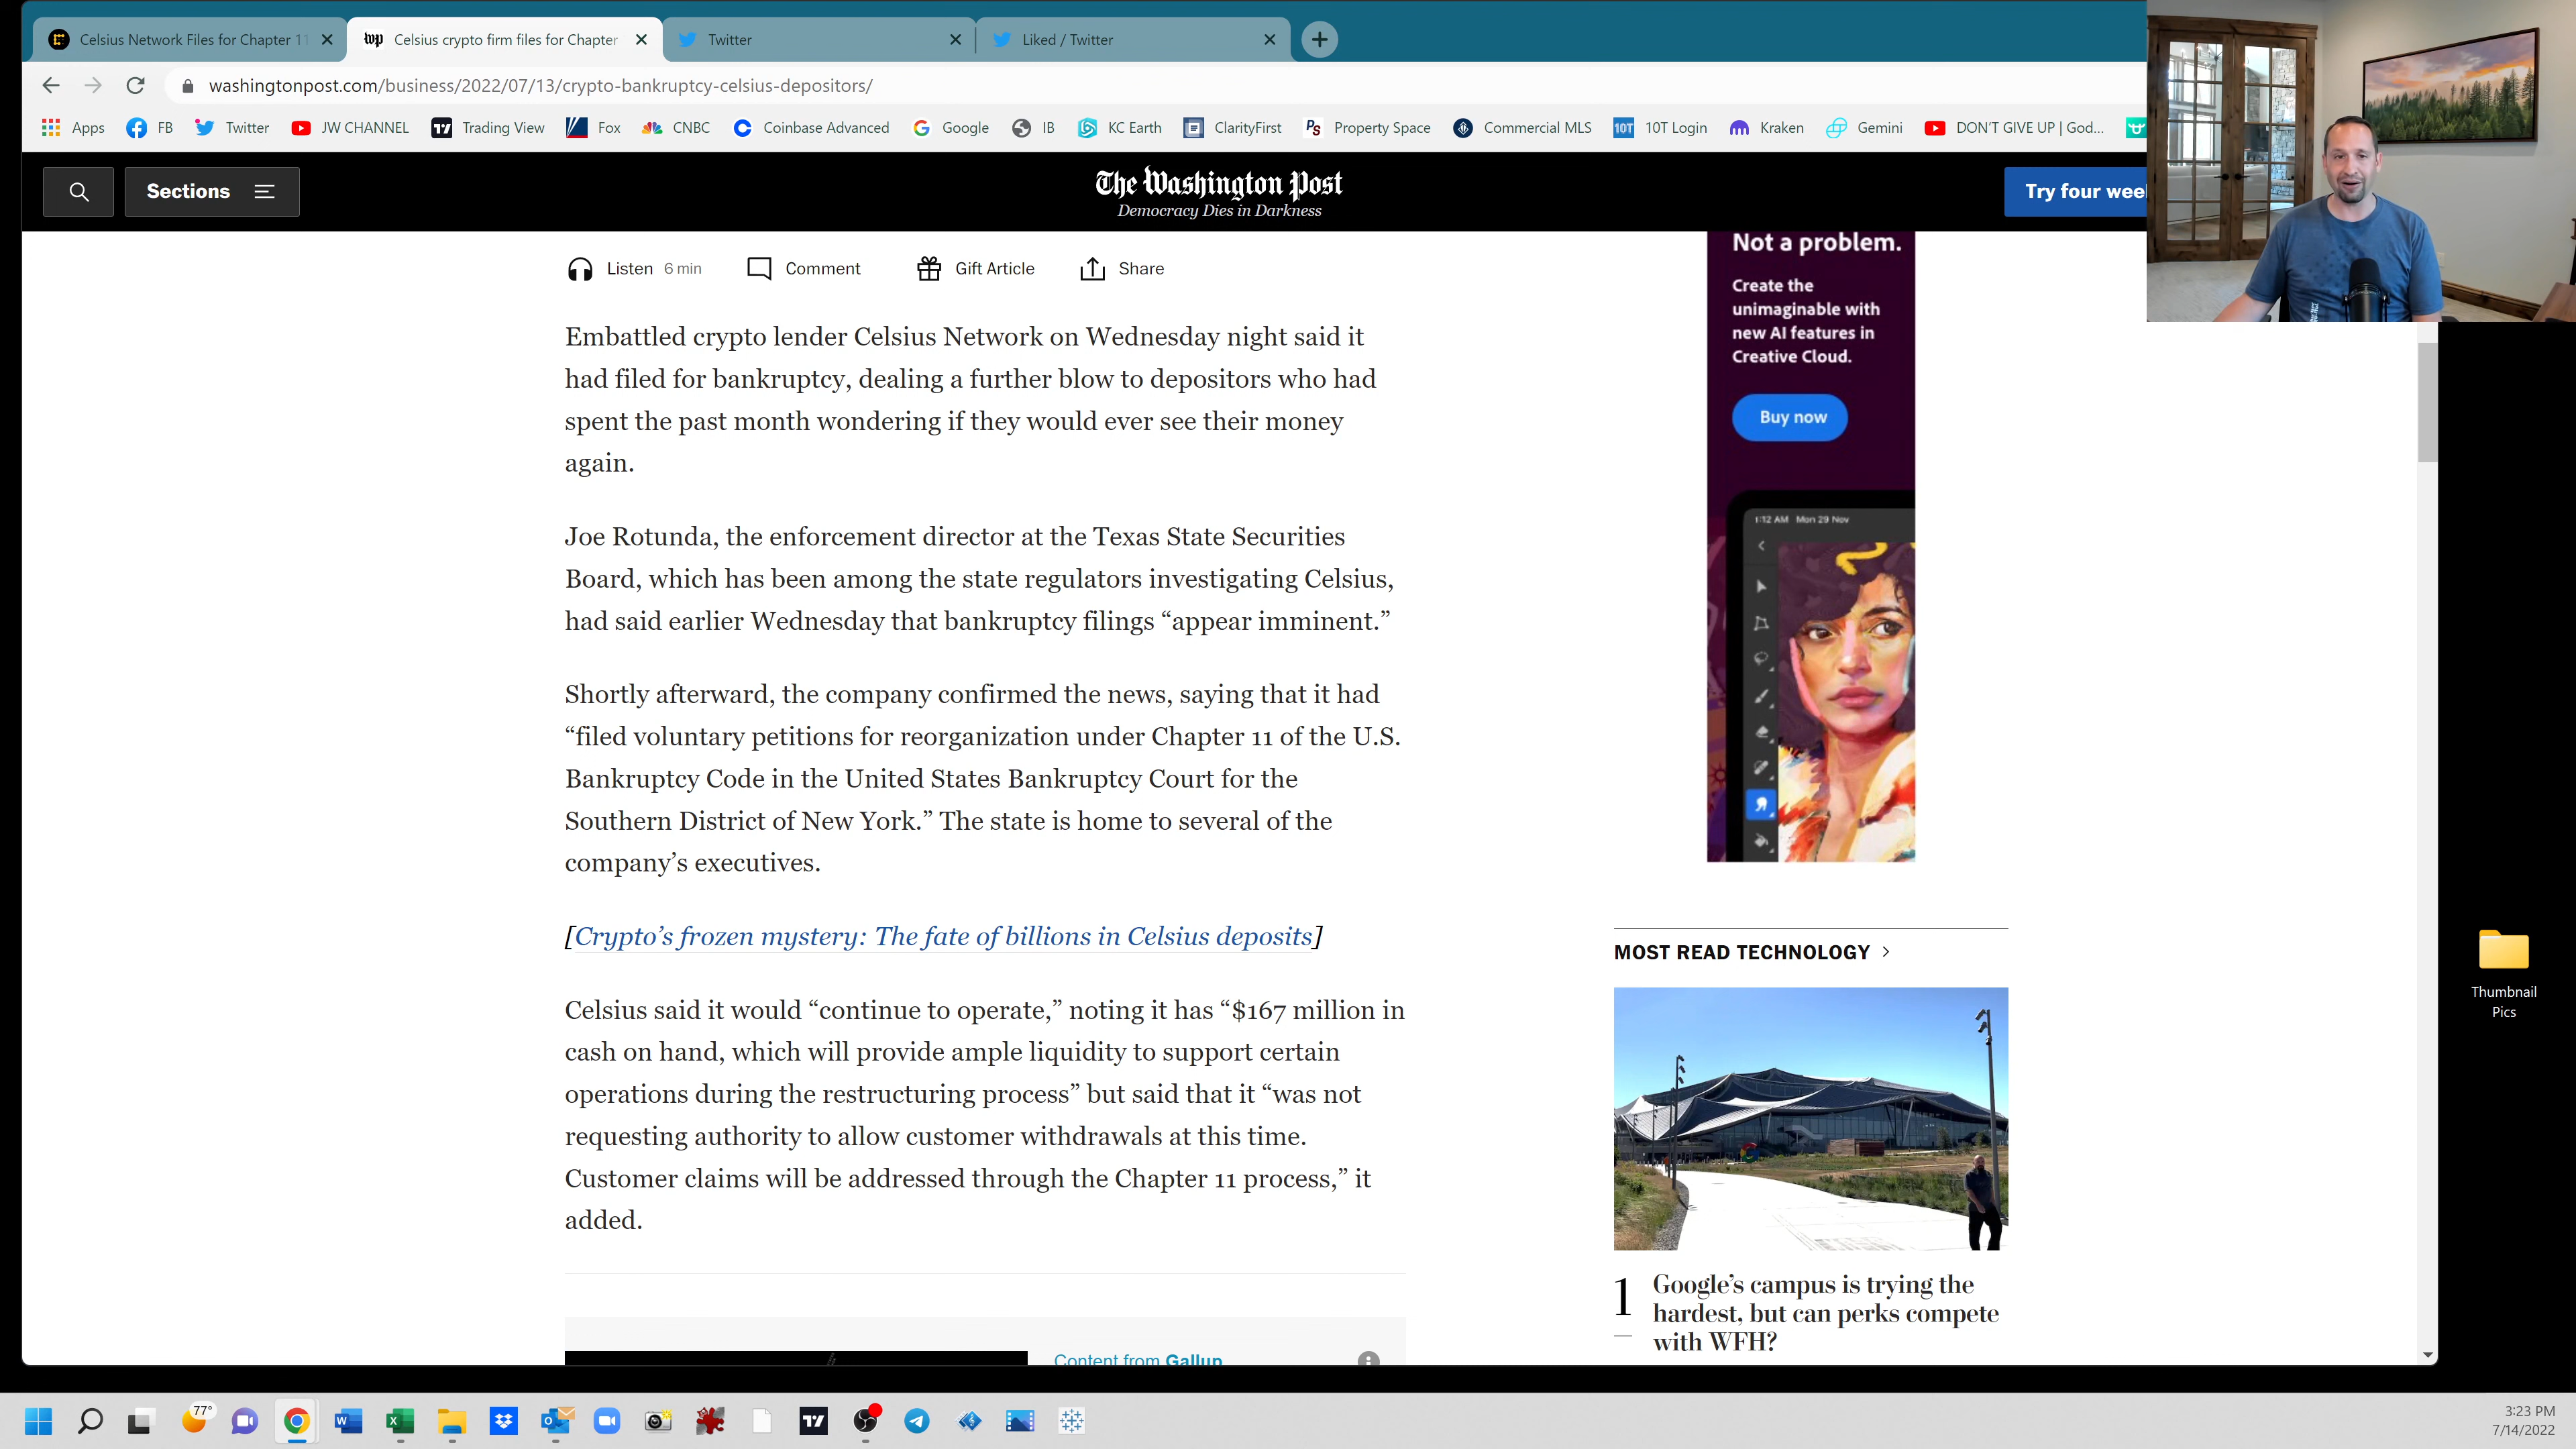 Celsius Network Files for Chapter 11
Celsius crypto firm files for Chapter
Twitter
Liked / Twitter
washingtonpost.com/business/2022/07/13/crypto-bankruptcy-celsius-depositors/
Apps
FB
Twitter
JW CHANNEL
Trading View
Fox
CNBC
Coinbase Advanced
Google
IB
KC Earth
ClarityFirst
Property Space
Commercial MLS
10T Login
Kraken
Gemini
DON'T GIVE UP | God...
Sections
The Washington Post
Democracy Dies in Darkness
Try four wee
Listen 6 min
Comment
Gift Article
Share
Embattled crypto lender Celsius Network on Wednesday night said it
had filed for bankruptcy, dealing a further blow to depositors who had
spent the past month wondering if they would ever see their money
again.
Joe Rotunda, the enforcement director at the Texas State Securities
Board, which has been among the state regulators investigating Celsius,
had said earlier Wednesday that bankruptcy filings “appear imminent.”
Shortly afterward, the company confirmed the news, saying that it had
“filed voluntary petitions for reorganization under Chapter 11 of the U.S.
Bankruptcy Code in the United States Bankruptcy Court for the
Southern District of New York.” The state is home to several of the
company’s executives.
[Crypto’s frozen mystery: The fate of billions in Celsius deposits]
Celsius said it would “continue to operate,” noting it has “$167 million in
cash on hand, which will provide ample liquidity to support certain
operations during the restructuring process” but said that it “was not
requesting authority to allow customer withdrawals at this time.
Customer claims will be addressed through the Chapter 11 process,” it
added.
Content from Gallup
Not a problem.
Create the
unimaginable with
new AI features in
Creative Cloud.
Buy now
1:12 AM Mon 29 Nov
MOST READ TECHNOLOGY >
1
Google’s campus is trying the
hardest, but can perks compete
with WFH?
Thumbnail
Pics
77°
3:23 PM
7/14/2022